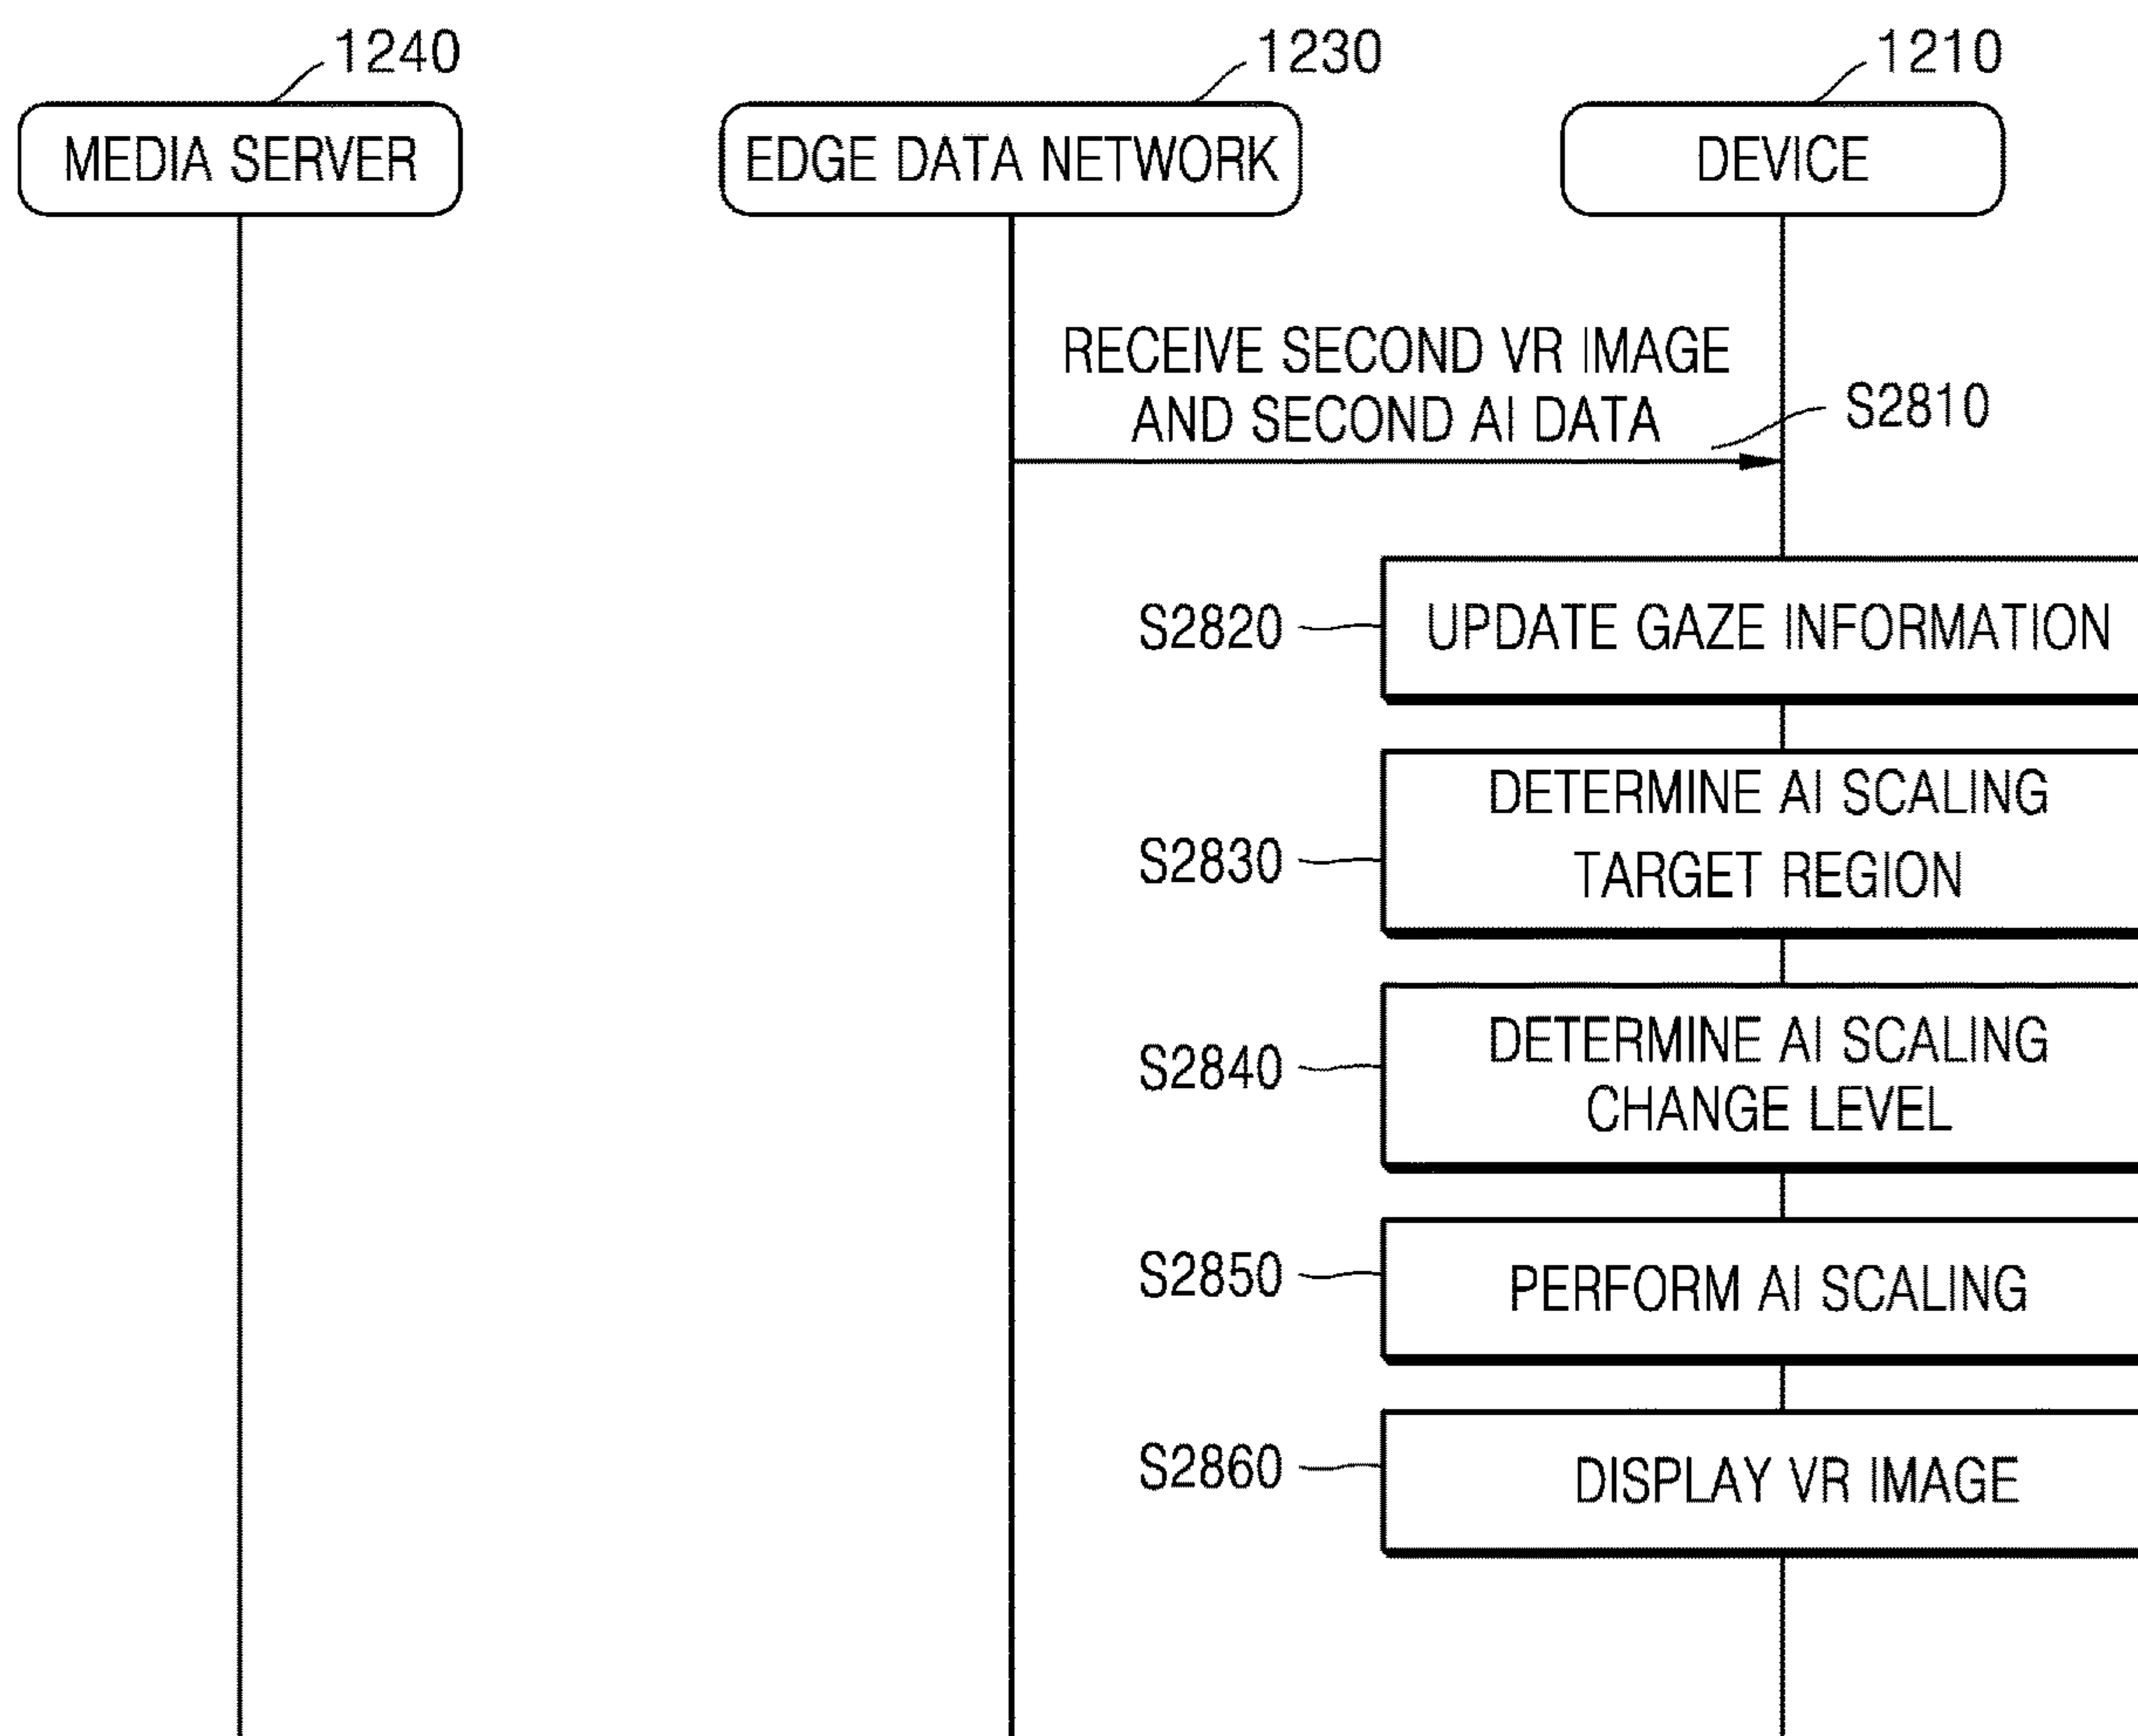 1240
1230
1210
MEDIA SERVER
EDGE DATA NETWORK
DEVICE
RECEIVE SECOND VR IMAGE
AND SECOND AI DATA
S2810
S2820
UPDATE GAZE INFORMATION
DETERMINE AI SCALING
S2830
TARGET REGION
DETERMINE AI SCALING
S2840
CHANGE LEVEL
S2850
PERFORM AI SCALING
S2860
DISPLAY VR IMAGE